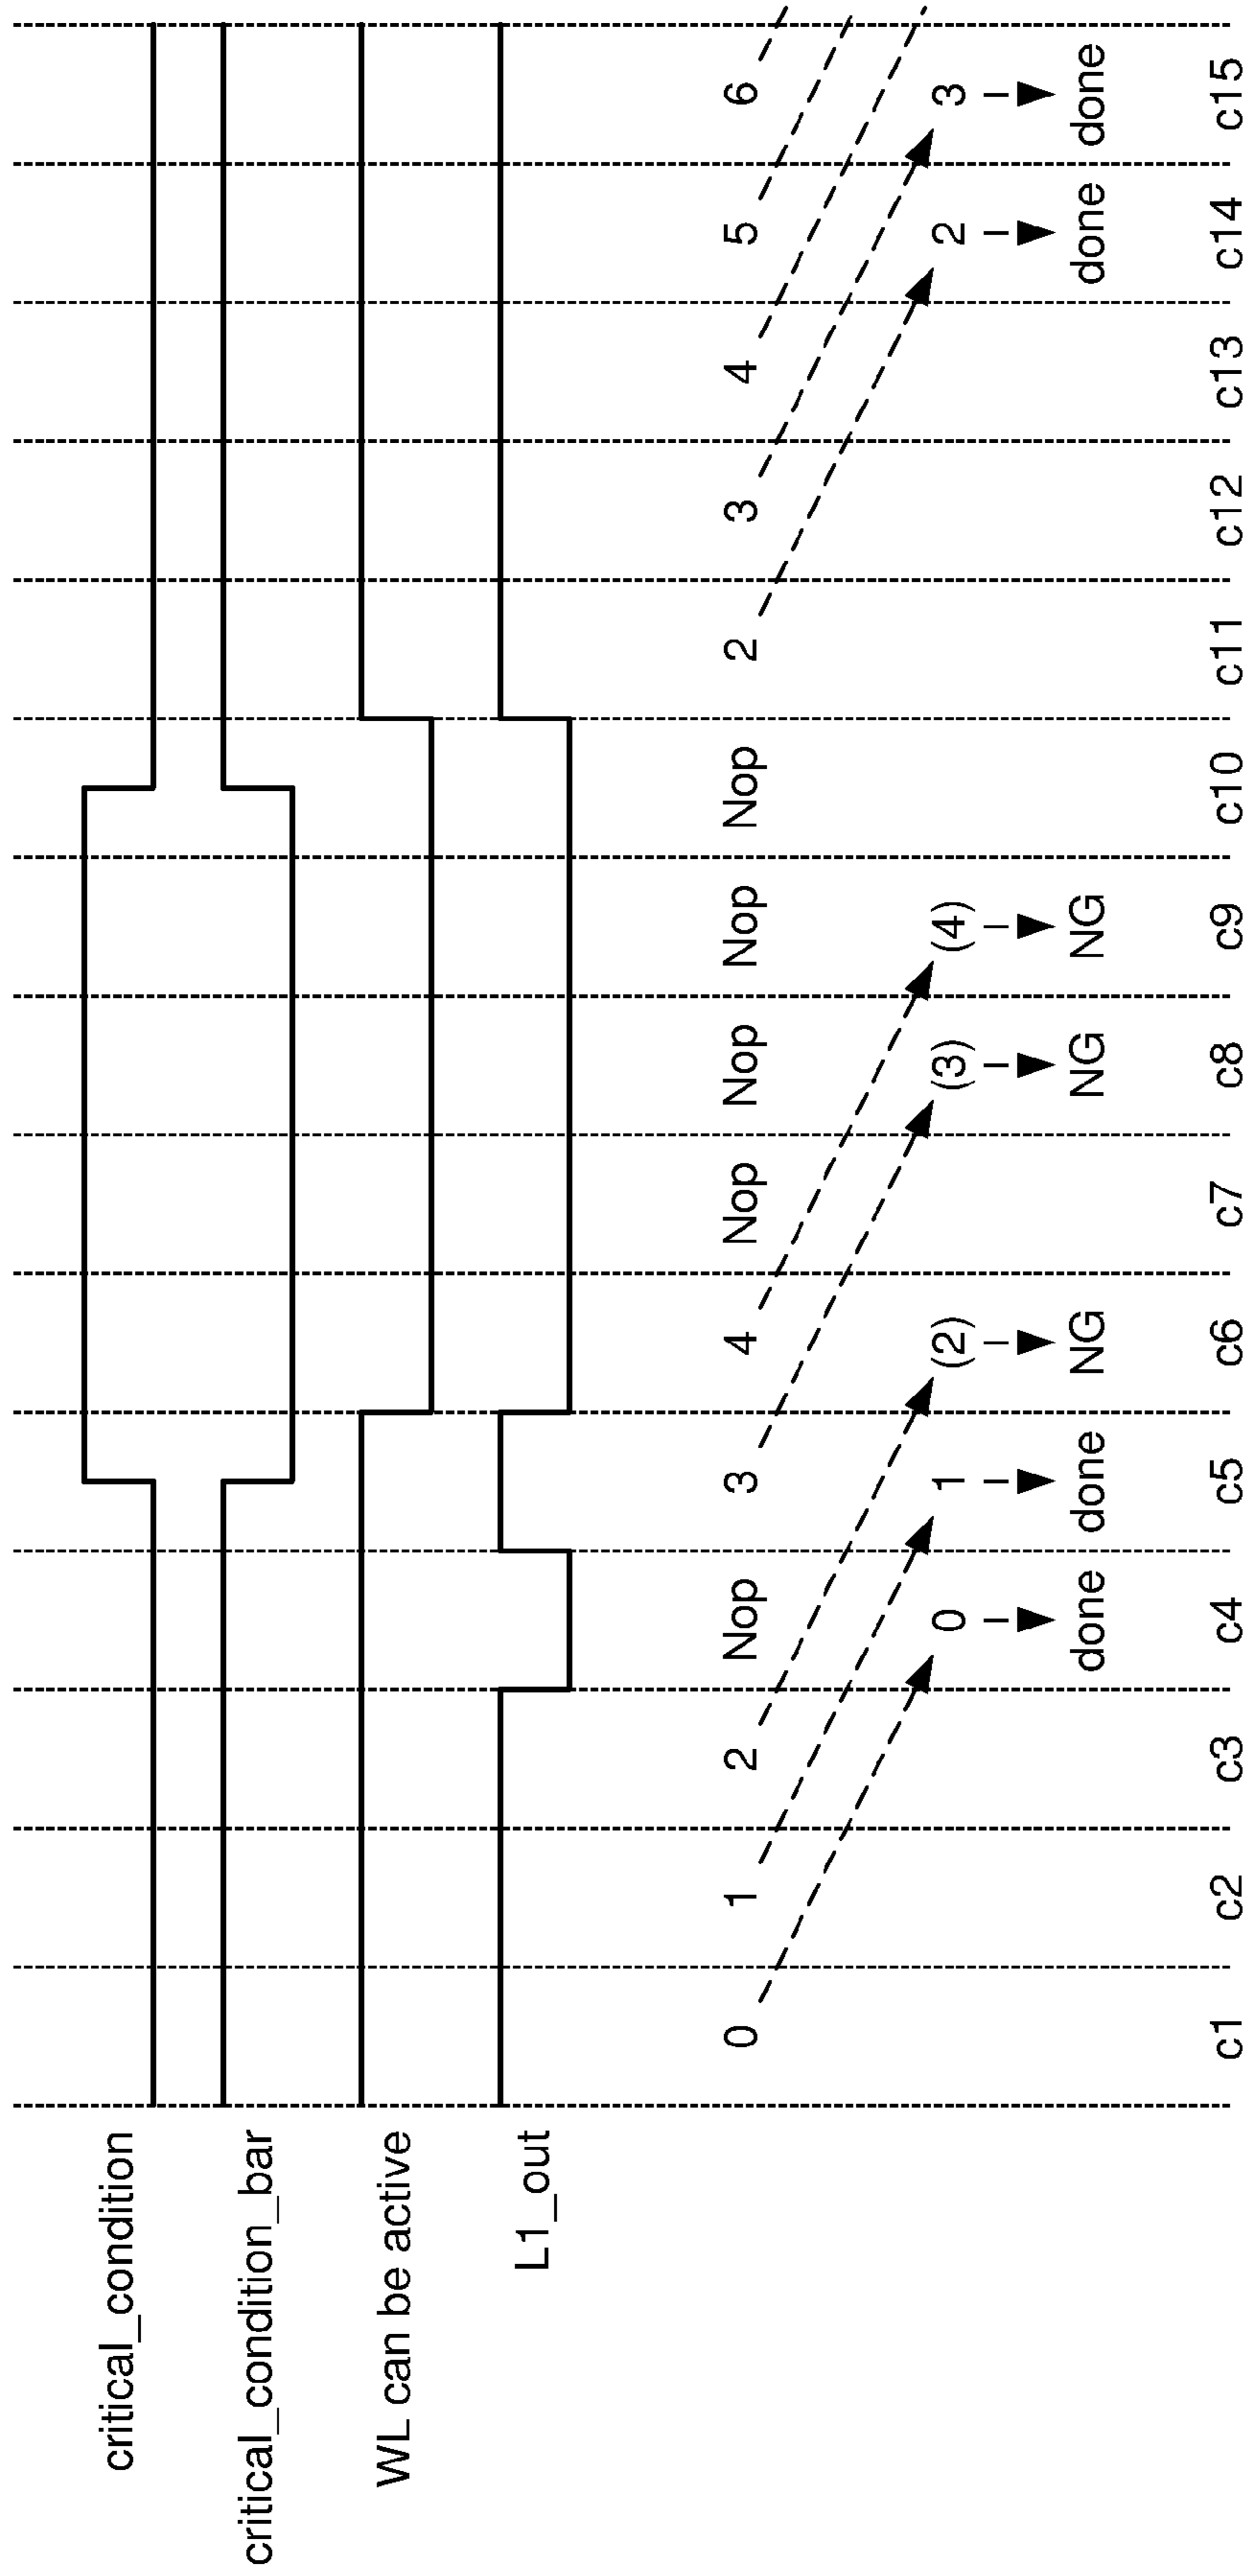 critical_condition
critical_condition_bar
WL can be active
L1_out
0 1 2 Nop 3 4 Nop Nop Nop Nop 2 3 4 5 6
0 1 (2) (3) (4) 2 3
done done NG NG NG done done
c1 c2 c3 c4 c5 c6 c7 c8 c9 c10 c11 c12 c13 c14 c15